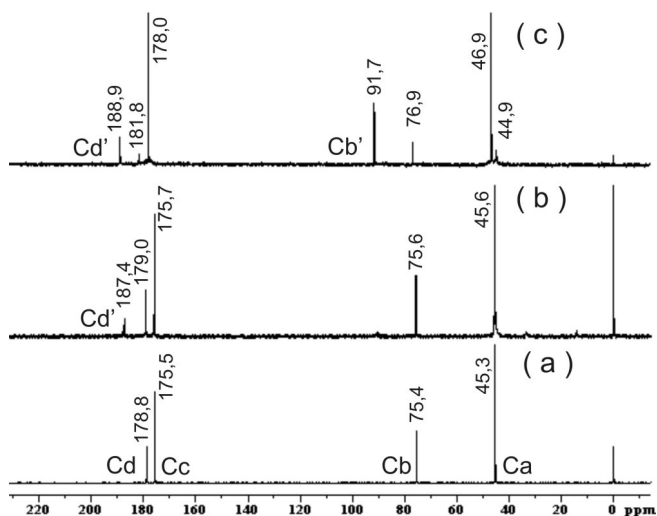 ( c )
188,9
181,8
178,0
91,7
76,9
46,9
44,9
Cd’
Cb’
( b )
187,4
179,0
175,7
75,6
45,6
Cd’
( a )
178,8
175,5
75,4
45,3
Cd
Cc
Cb
Ca
220 200 180 160 140 120 100 80 60 40 20 0 ppm